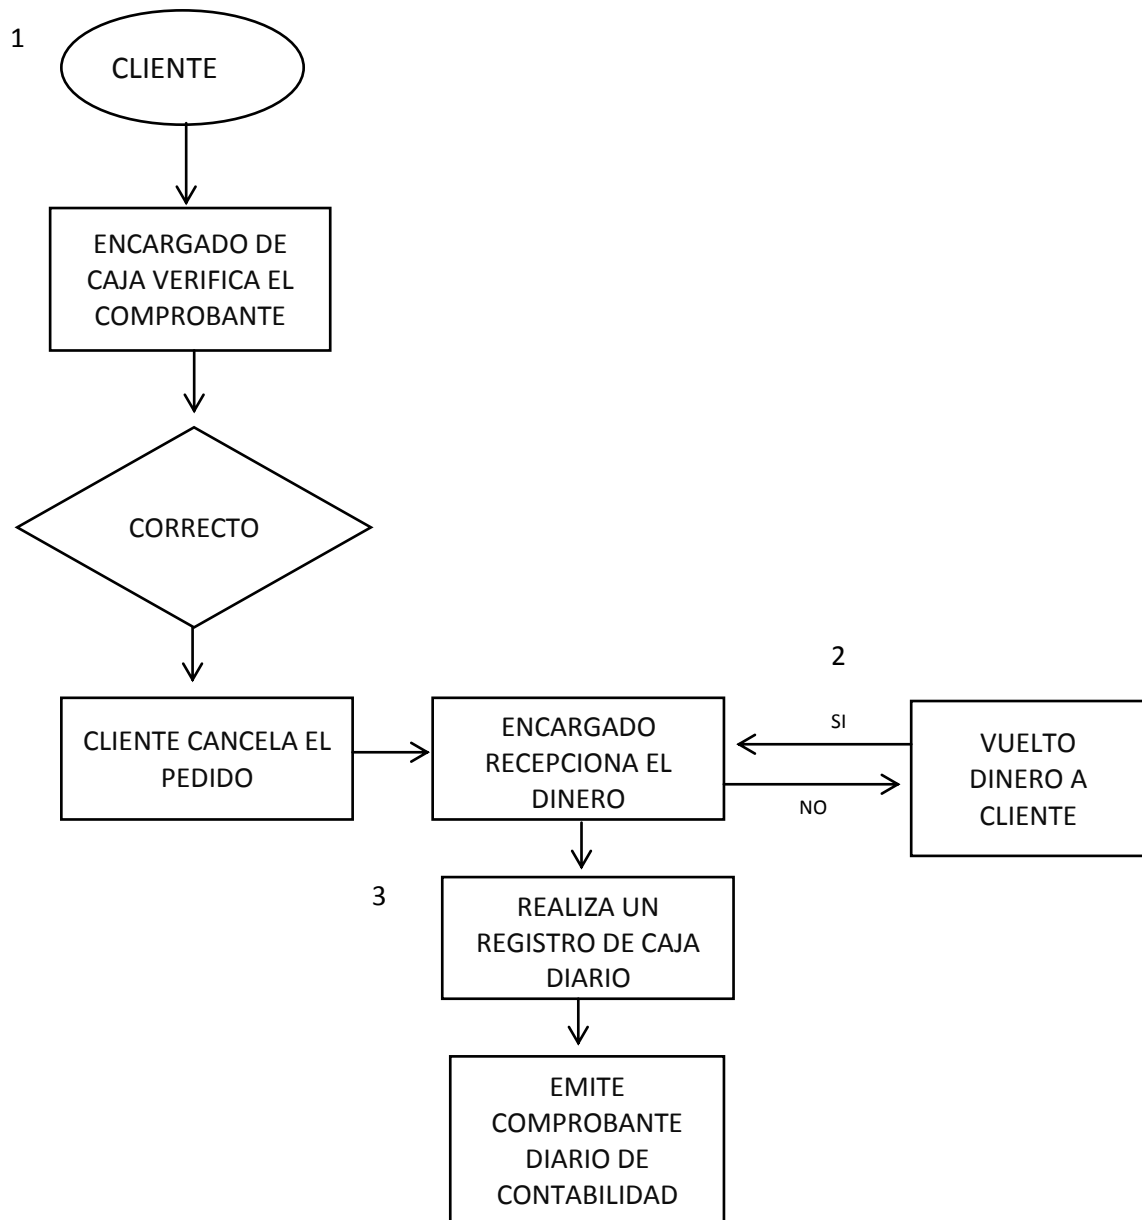 1
CLIENTE
ENCARGADO DE
CAJA VERIFICA EL
COMPROBANTE
CORRECTO
2
CLIENTE CANCELA EL
PEDIDO
ENCARGADO
RECEPCIONA EL
DINERO
SI
NO
VUELTO
DINERO A
CLIENTE
3
REALIZA UN
REGISTRO DE CAJA
DIARIO
EMITE
COMPROBANTE
DIARIO DE
CONTABILIDAD